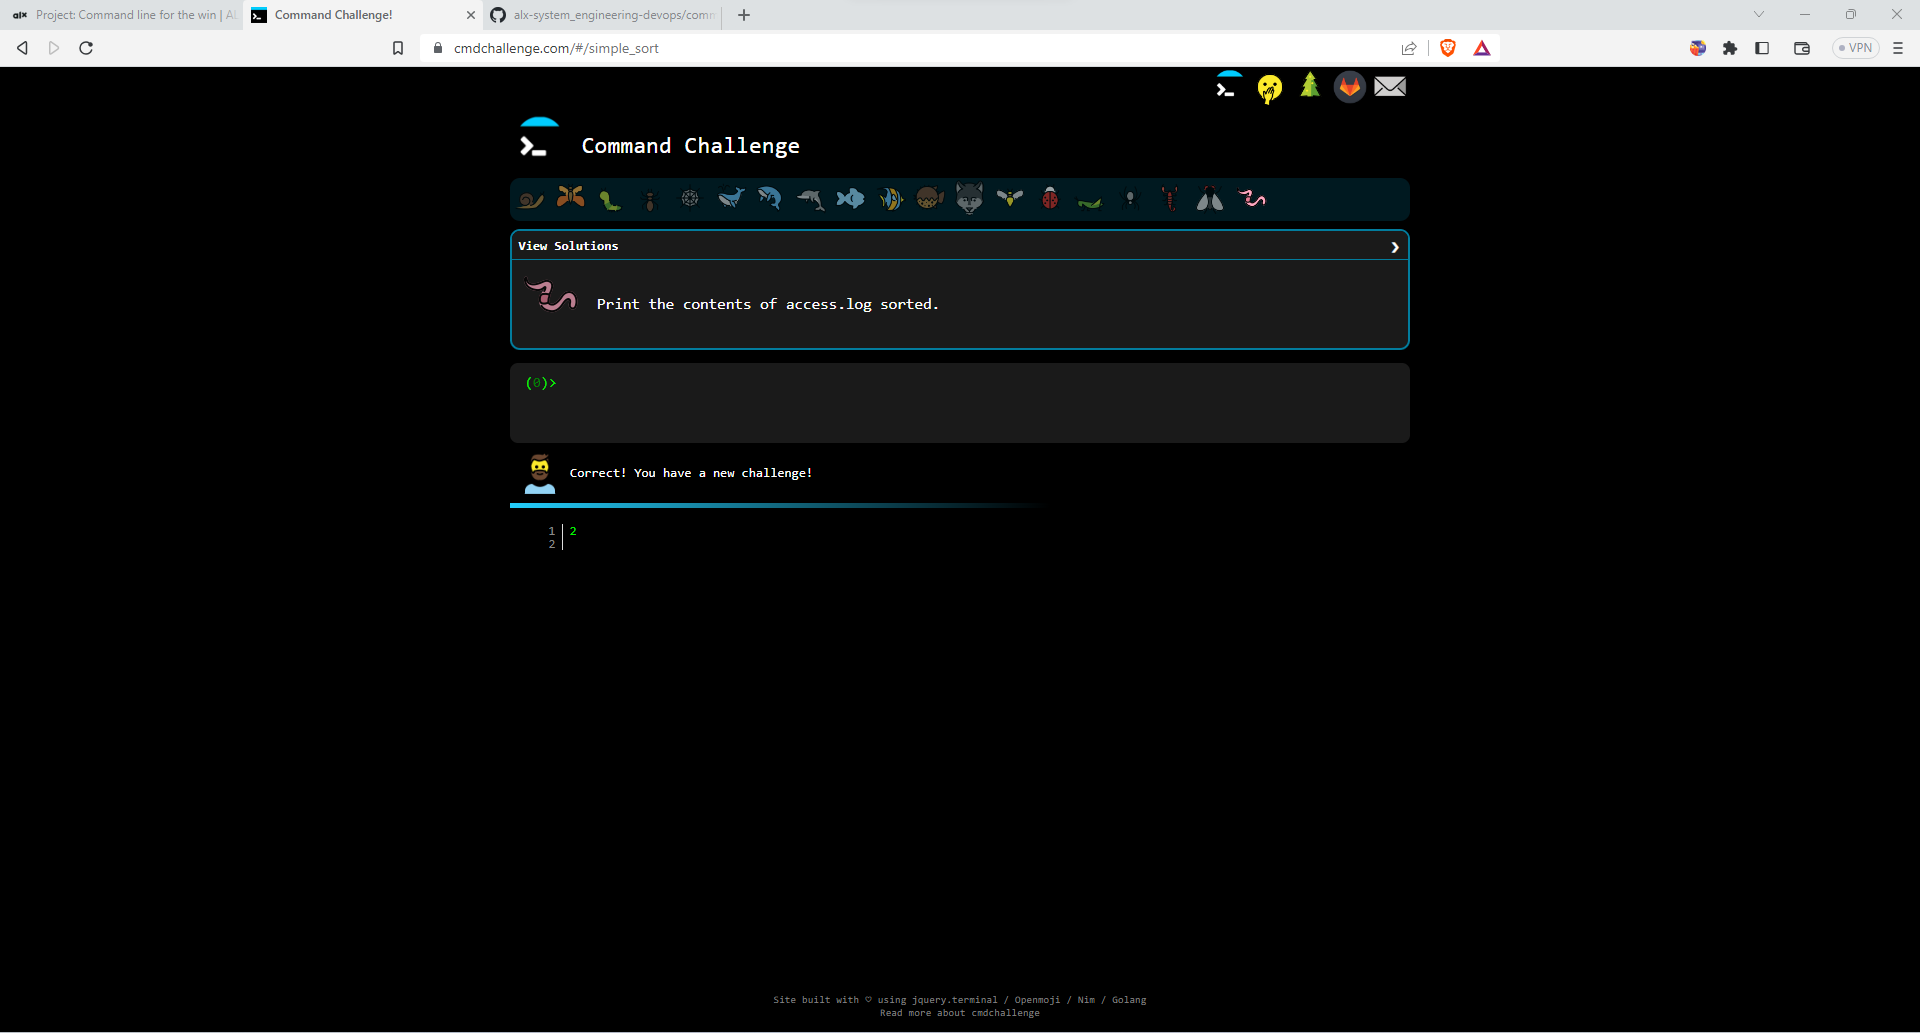 alx Project: Command line for the win | AL
Command Challenge!
alx-system_engineering-devops/comm
cmdchallenge.com/#/simple_sort
VPN
Command Challenge
View Solutions
Print the contents of access.log sorted.
(0)>
Correct! You have a new challenge!
1 2
2
Site built with ♡ using jquery.terminal / Openmoji / Nim / Golang
Read more about cmdchallenge